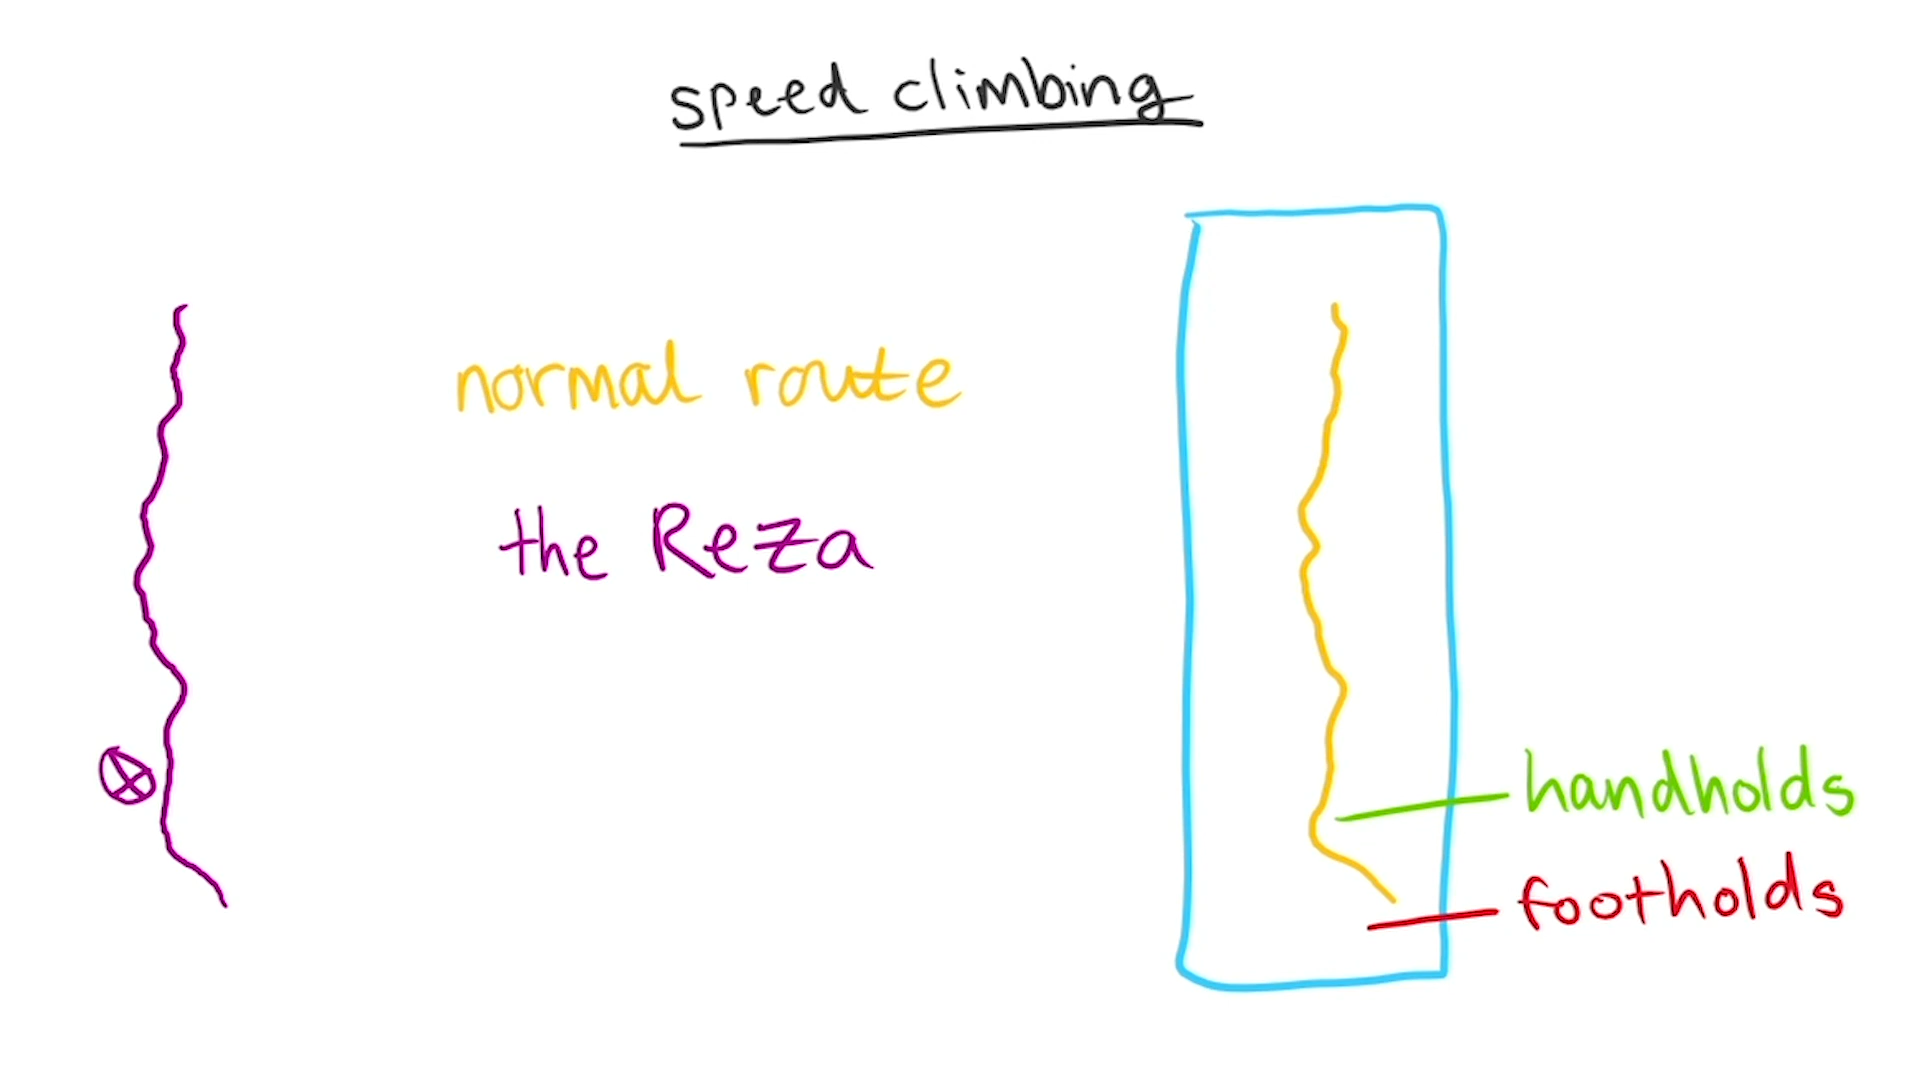 speed climbing
normal route
the Reza
handholds
footholds